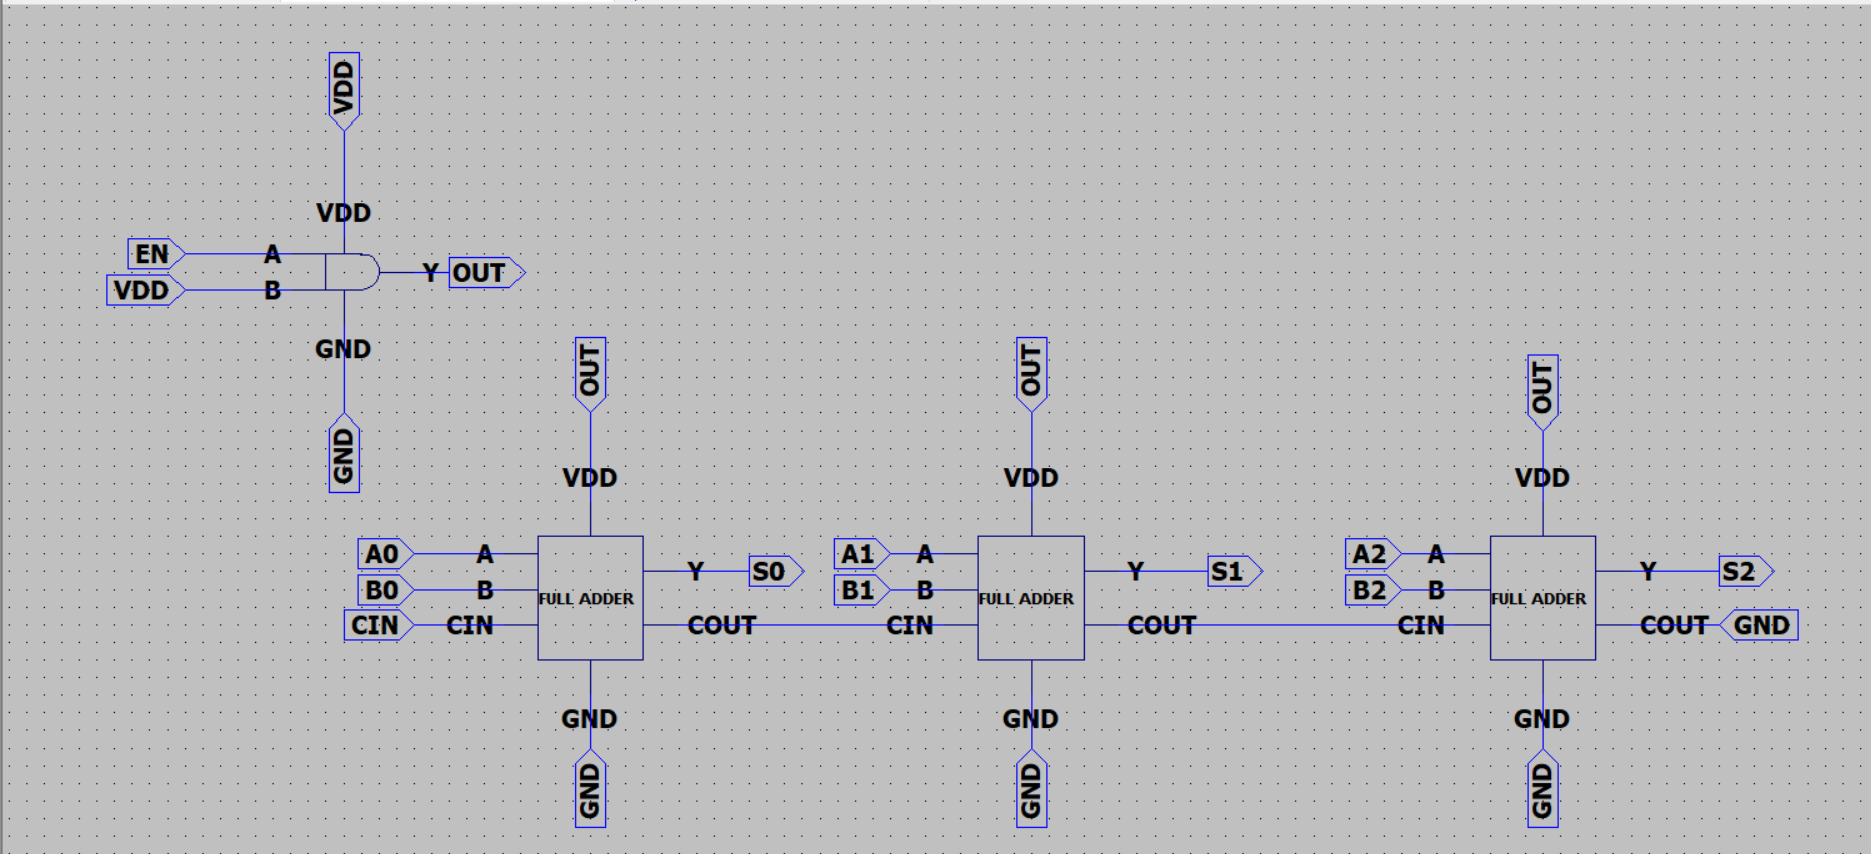 VDD
VDD
EN A
Y OUT
VDD B
GND
GND
OUT
OUT
OUT
VDD
VDD
VDD
A0 A
A1 A
A2 A
Y S0
Y S1
Y S2
B0 B
B1 B
B2 B
FULL ADDER
FULL ADDER
FULL ADDER
CIN CIN
COUT CIN
COUT CIN
COUT GND
GND
GND
GND
GND
GND
GND